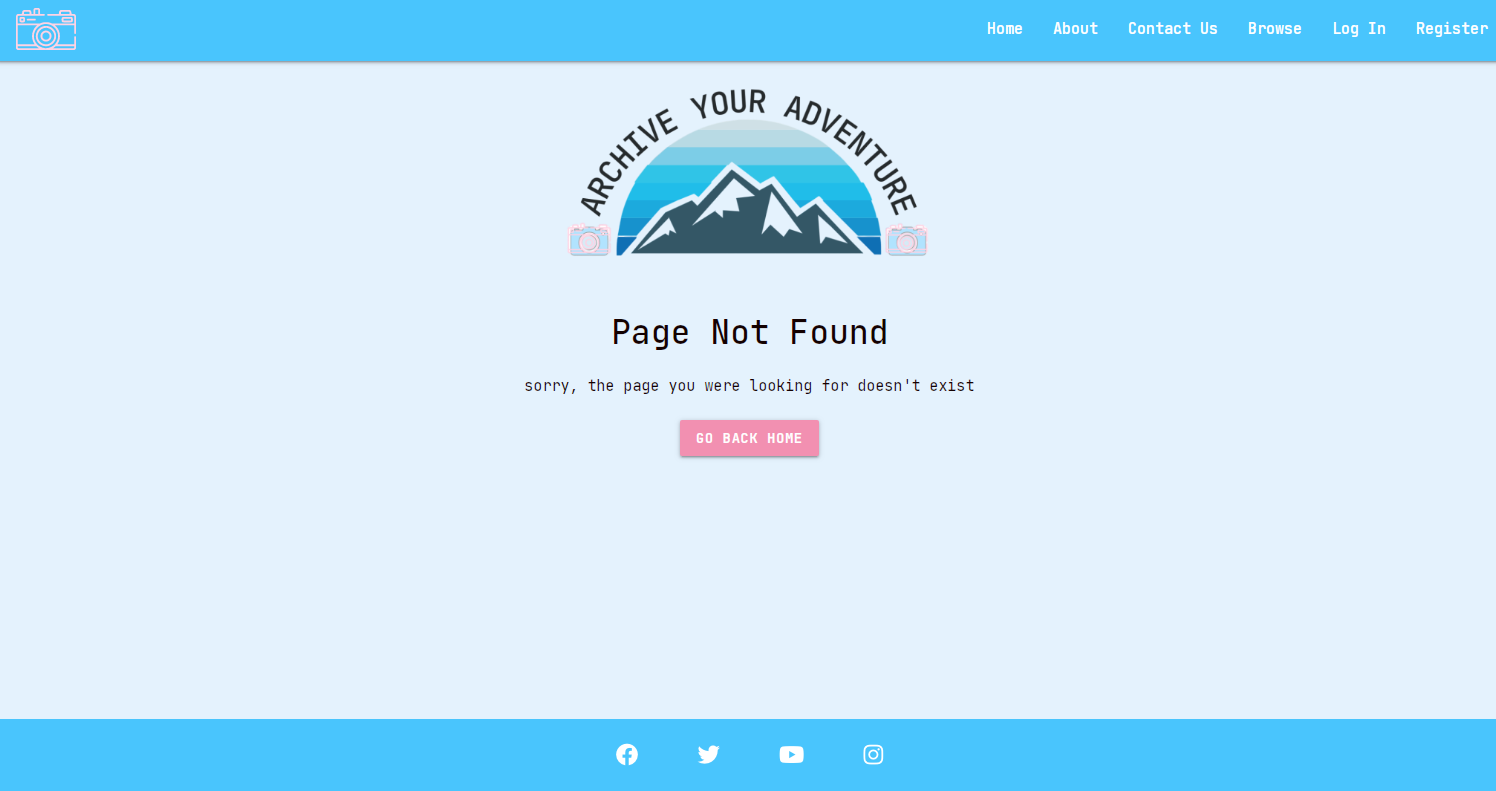 Home About Contact Us Browse Log In Register
ARCHIVE YOUR ADVENTURE
Page Not Found
sorry, the page you were looking for doesn't exist
GO BACK HOME